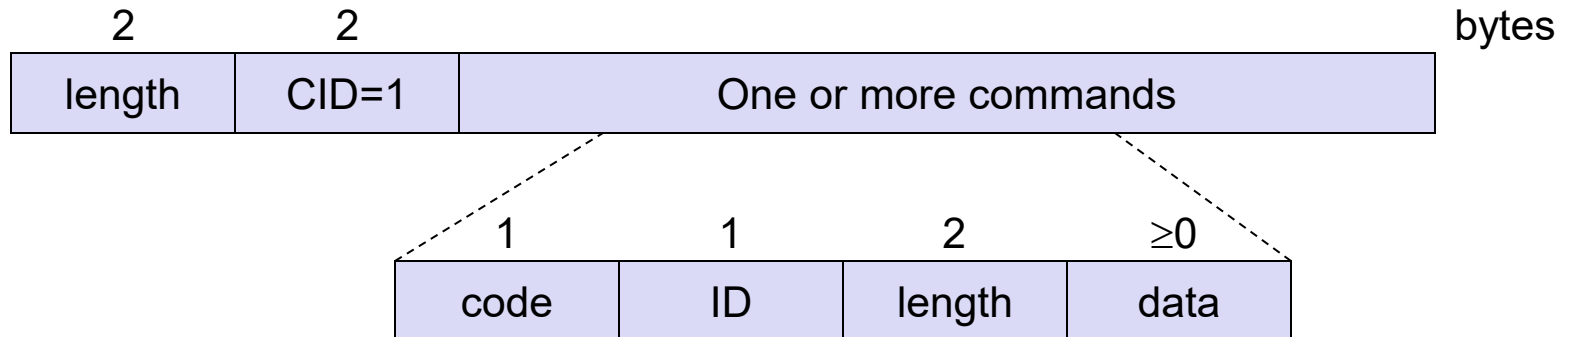 2 2 bytes
length CID=1 One or more commands
1 1 2 ≥0
code ID length data